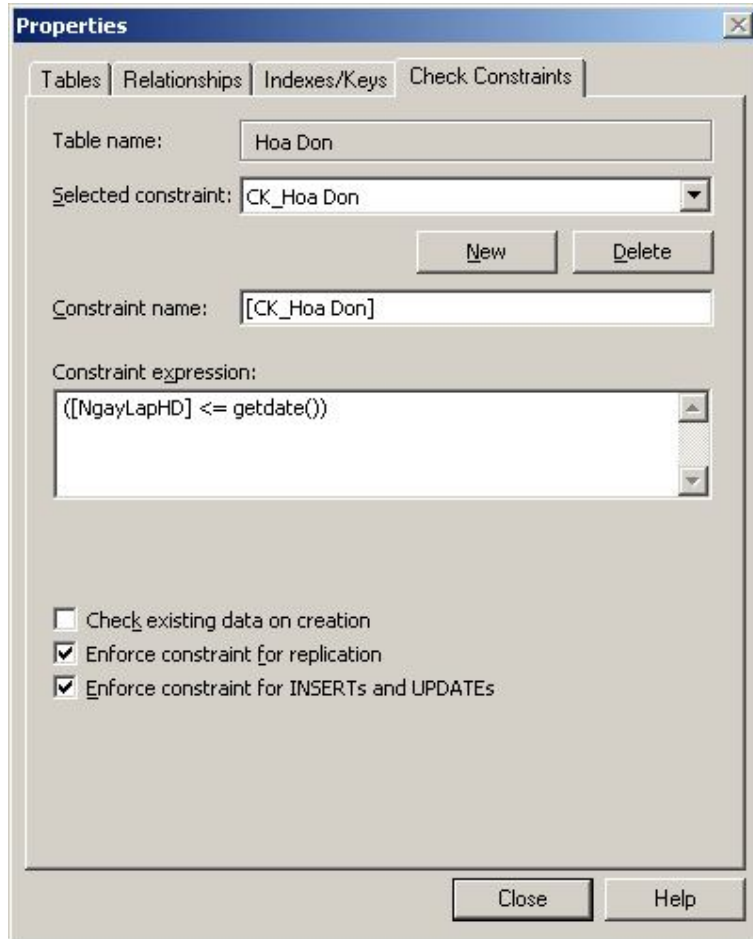 Properties
Tables Relationships Indexes/Keys Check Constraints
Table name: Hoa Don
Selected constraint: CK_Hoa Don
New Delete
Constraint name: [CK_Hoa Don]
Constraint expression:
([NgayLapHD] <= getdate())
Check existing data on creation
Enforce constraint for replication
Enforce constraint for INSERTs and UPDATEs
Close Help